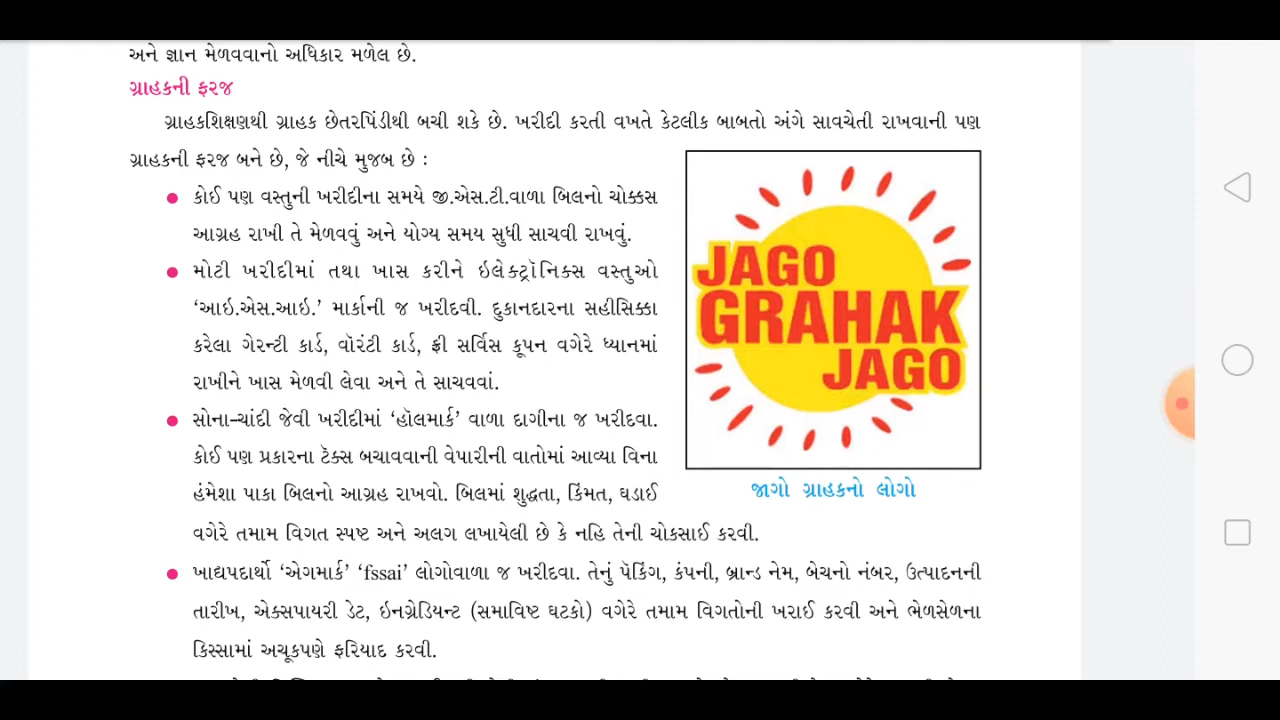 અને જ્ઞાન મેળવવાનો અધિકાર મળેલ છે.
ગ્રાહકની ફરજ
ગ્રાહકશિક્ષણથી ગ્રાહક છેતરપિંડીથી બચી શકે છે. ખરીદી કરતી વખતે કેટલીક બાબતો અંગે સાવચેતી રાખવાની પણ
ગ્રાહકની ફરજ બને છે, જે નીચે મુજબ છે :
● કોઈ પણ વસ્તુની ખરીદીના સમયે જી.એસ.ટી.વાળા બિલનો ચોક્કસ
આગ્રહ રાખી તે મેળવવું અને યોગ્ય સમય સુધી સાચવી રાખવું.
● મોટી ખરીદીમાં તથા ખાસ કરીને ઇલેક્ટ્રૉનિક્સ વસ્તુઓ
‘આઇ.એસ.આઇ.’ માર્કાની જ ખરીદવી. દુકાનદારના સહીસિક્કા
કરેલા ગેરન્ટી કાર્ડ, વૉરંટી કાર્ડ, ફ્રી સર્વિસ કૂપન વગેરે ધ્યાનમાં
રાખીને ખાસ મેળવી લેવા અને તે સાચવવાં.
● સોના-ચાંદી જેવી ખરીદીમાં ‘હૉલમાર્ક’ વાળા દાગીના જ ખરીદવા.
કોઈ પણ પ્રકારના ટૅક્સ બચાવવાની વેપારીની વાતોમાં આવ્યા વિના
હંમેશા પાકા બિલનો આગ્રહ રાખવો. બિલમાં શુદ્ધતા, કિંમત, ઘડાઈ
વગેરે તમામ વિગત સ્પષ્ટ અને અલગ લખાયેલી છે કે નહિ તેની ચોકસાઈ કરવી.
JAGO
GRAHAK
JAGO
જાગો ગ્રાહકનો લોગો
● ખાદ્યપદાર્થો ‘એગમાર્ક’ ‘fssai’ લોગોવાળા જ ખરીદવા. તેનું પૅકિંગ, કંપની, બ્રાન્ડ નેમ, બેચનો નંબર, ઉત્પાદનની
તારીખ, એક્સપાયરી ડેટ, ઇનગ્રેડિયન્ટ (સમાવિષ્ટ ઘટકો) વગેરે તમામ વિગતોની ખરાઈ કરવી અને ભેળસેળના
કિસ્સામાં અચૂકપણે ફરિયાદ કરવી.